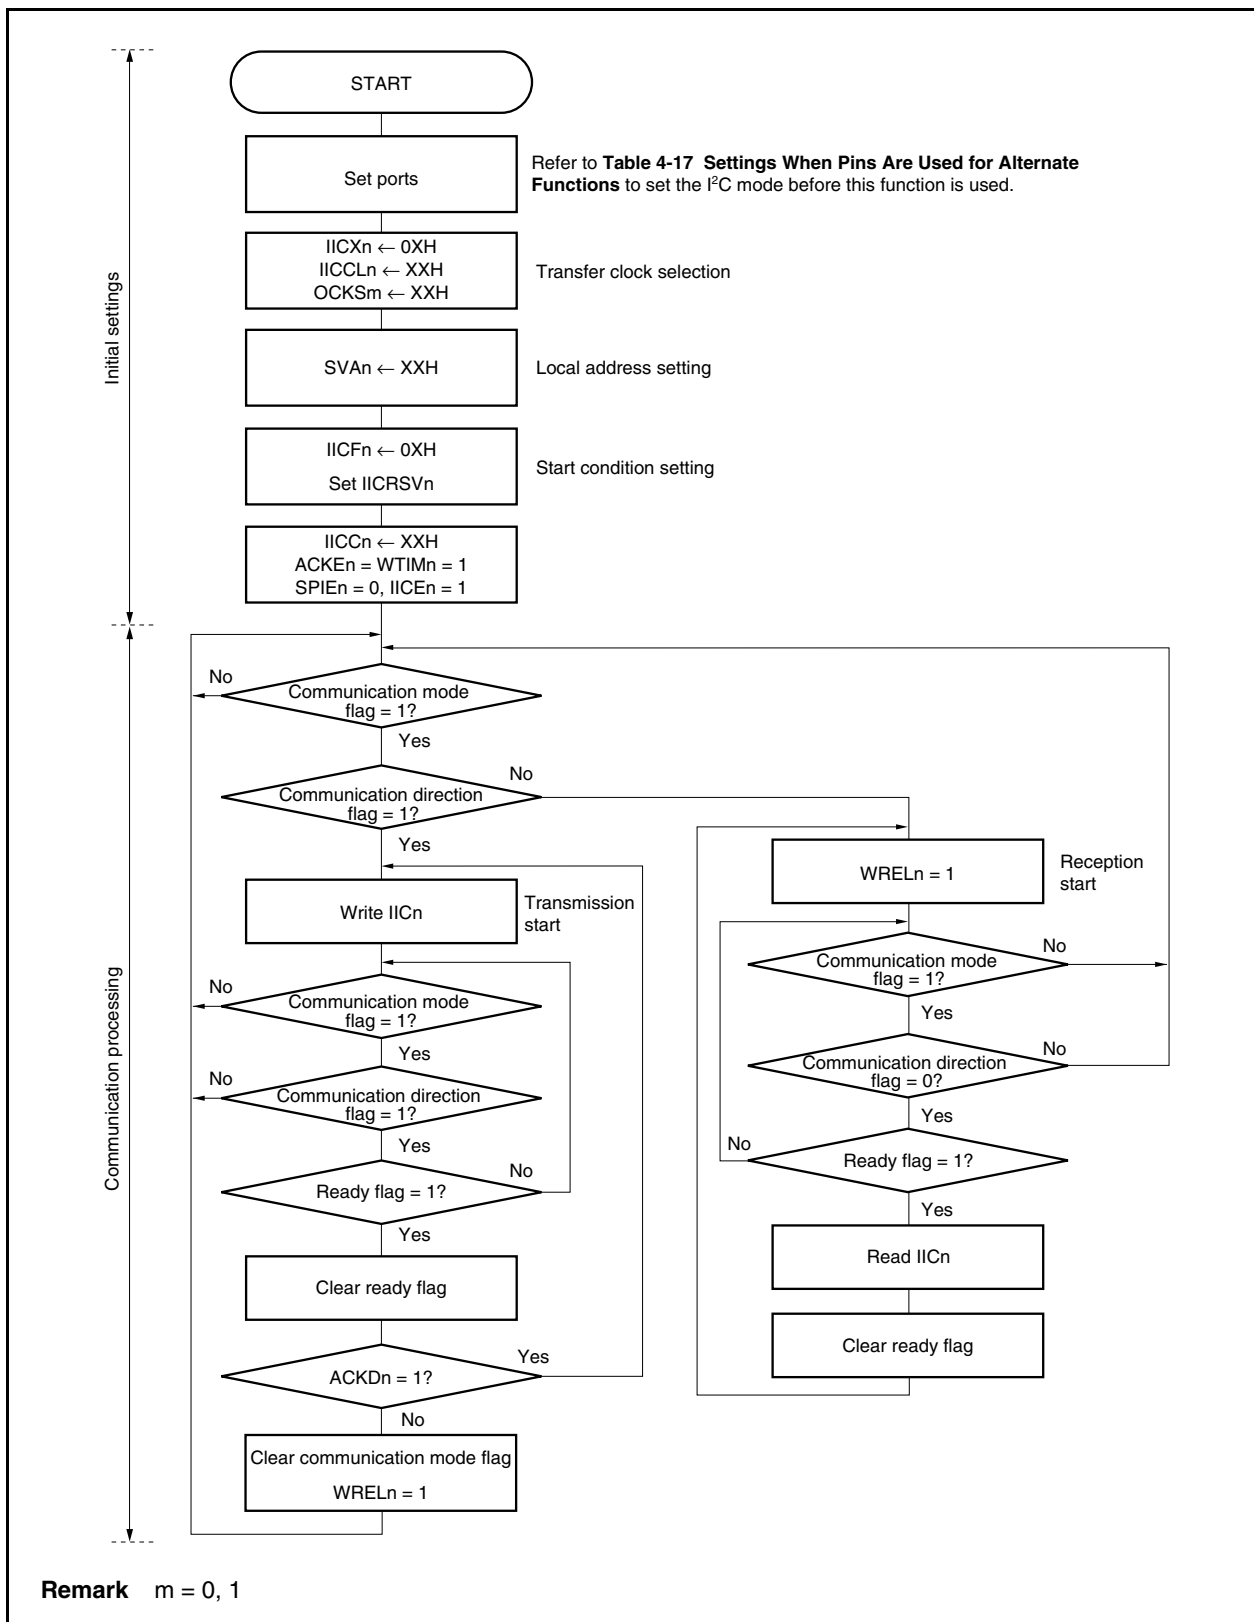 START
Set ports
Refer to Table 4-17 Settings When Pins Are Used for Alternate
Functions to set the I²C mode before this function is used.
IICXn ← 0XH
IICCLn ← XXH
OCKSm ← XXH
Transfer clock selection
SVAn ← XXH
Local address setting
IICFn ← 0XH
Set IICRSVn
Start condition setting
IICCn ← XXH
ACKEn = WTIMn = 1
SPIEn = 0, IICEn = 1
Initial settings
No
Communication mode
flag = 1?
Yes
Communication direction
flag = 1?
No
Yes
Write IICn
Transmission
start
No
Communication mode
flag = 1?
Yes
No
Communication direction
flag = 1?
Yes
Ready flag = 1?
No
Yes
Clear ready flag
ACKDn = 1?
Yes
No
Clear communication mode flag
WRELn = 1
WRELn = 1
Reception
start
Communication mode
flag = 1?
No
Yes
Communication direction
flag = 0?
No
Yes
No
Ready flag = 1?
Yes
Read IICn
Clear ready flag
Communication processing
Remark m = 0, 1